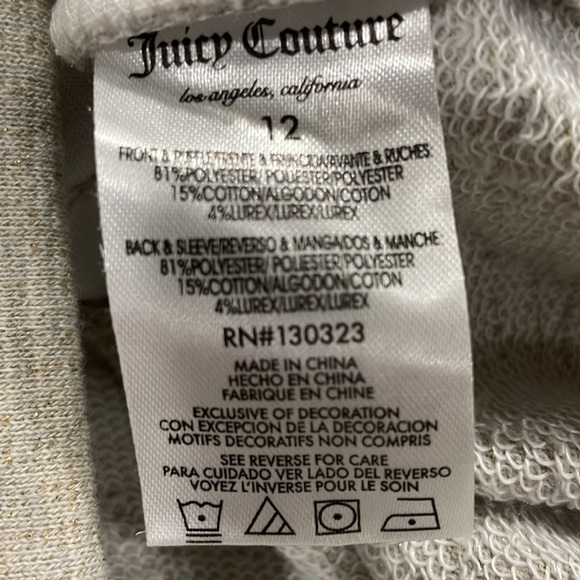 Juicy Couture
los angeles, california
12
FRONT & RUFFLE/FRENTE & FRUNCIDA/AVANTE & RUCHES:
81%POLYESTER/ POLIESTER/POLYESTER
15%COTTON/ALGODON/COTON
4%LUREX/LUREX/LUREX
BACK & SLEEVE/REVERSO & MANGA/DOS & MANCHE:
81%POLYESTER/ POLIESTER/POLYESTER
15%COTTON/ALGODON/COTON
4%LUREX/LUREX/LUREX
RN#130323
MADE IN CHINA
HECHO EN CHINA
FABRIQUE EN CHINE
EXCLUSIVE OF DECORATION
CON EXCEPCION DE LA DECORACION
MOTIFS DECORATIFS NON COMPRIS
SEE REVERSE FOR CARE
PARA CUIDADO VER LADO DEL REVERSO
VOYEZ L'INVERSE POUR LE SOIN